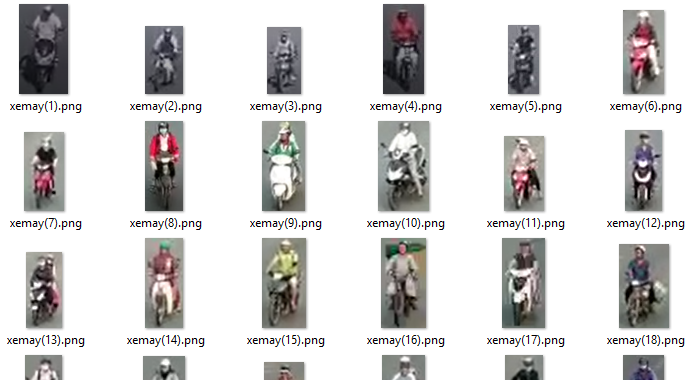 xemay(1).png xemay(2).png xemay(3).png xemay(4).png xemay(5).png xemay(6).png
xemay(7).png xemay(8).png xemay(9).png xemay(10).png xemay(11).png xemay(12).png
xemay(13).png xemay(14).png xemay(15).png xemay(16).png xemay(17).png xemay(18).png